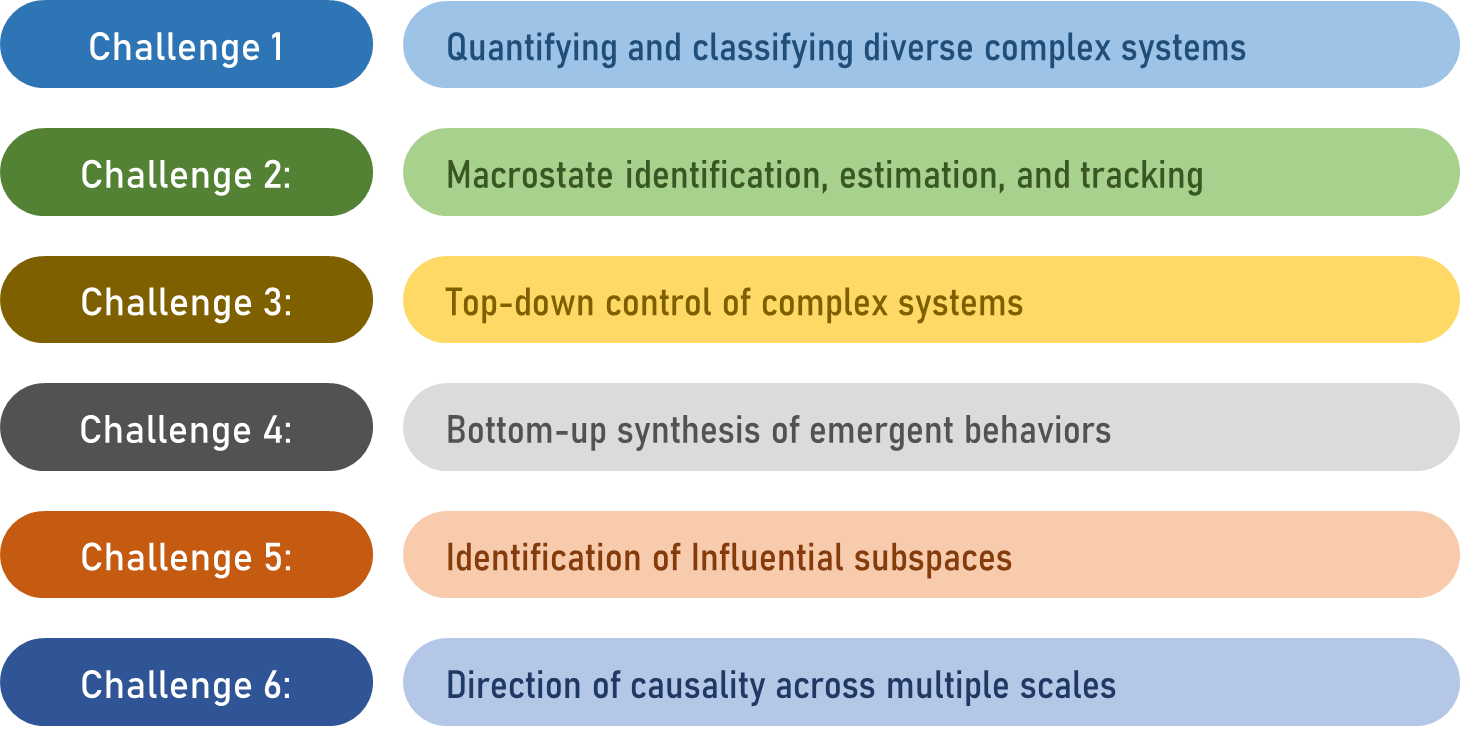 Challenge 1
Quantifying and classifying diverse complex systems
Challenge 2:
Macrostate identification, estimation, and tracking
Challenge 3:
Top-down control of complex systems
Challenge 4:
Bottom-up synthesis of emergent behaviors
Challenge 5:
Identification of Influential subspaces
Challenge 6:
Direction of causality across multiple scales